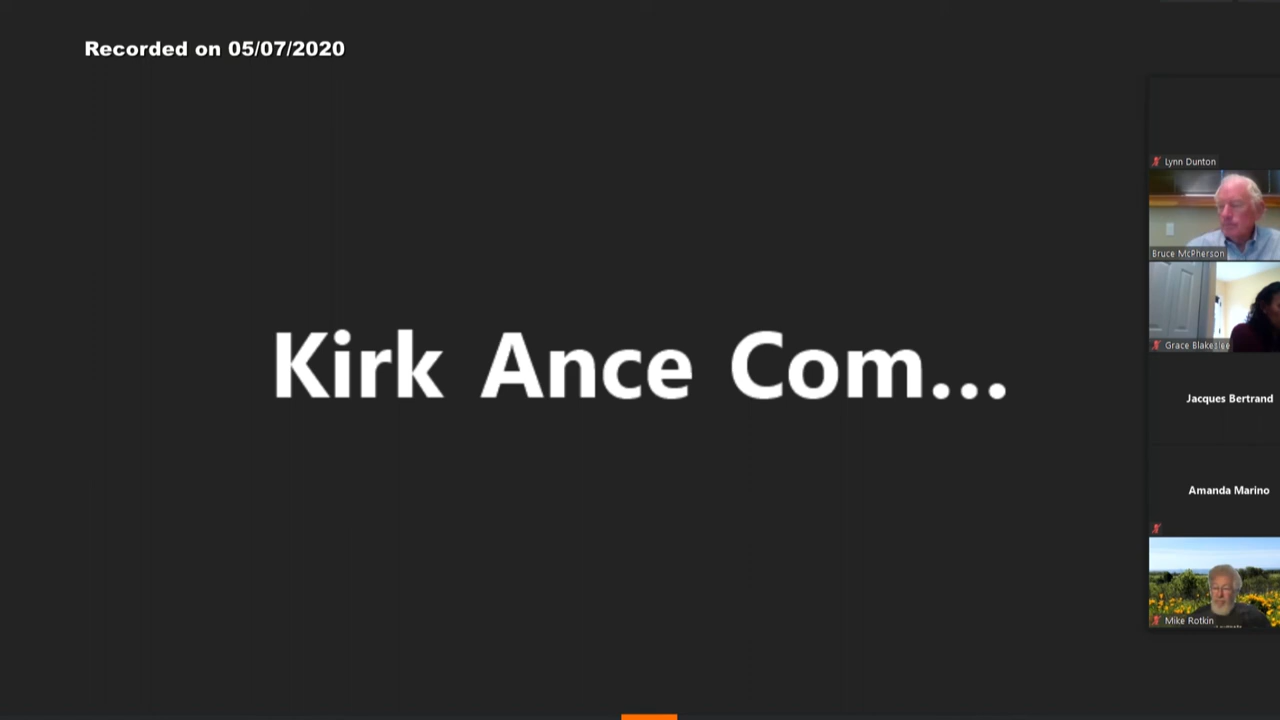 Recorded on 05/07/2020
Kirk Ance Com...
Lynn Dunton
Bruce McPherson
Grace Blakeslee
Jacques Bertrand
Amanda Marino
Mike Rotkin